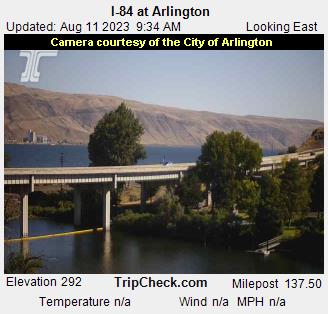 I-84 at Arlington
Updated: Aug 11 2023 9:34 AM Looking East
Camera courtesy of the City of Arlington
Elevation 292 TripCheck.com Milepost 137.50
Temperature n/a Wind n/a MPH n/a